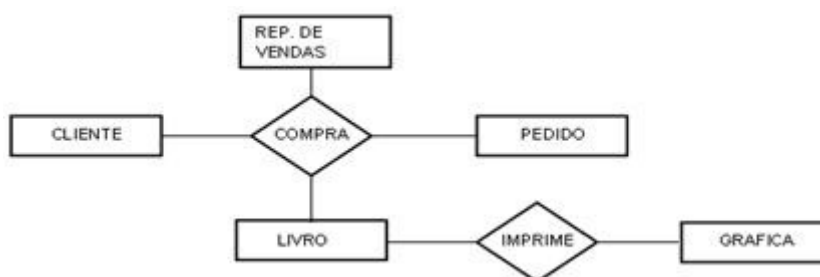 REP. DE
VENDAS
CLIENTE
COMPRA
PEDIDO
LIVRO
IMPRIME
GRAFICA